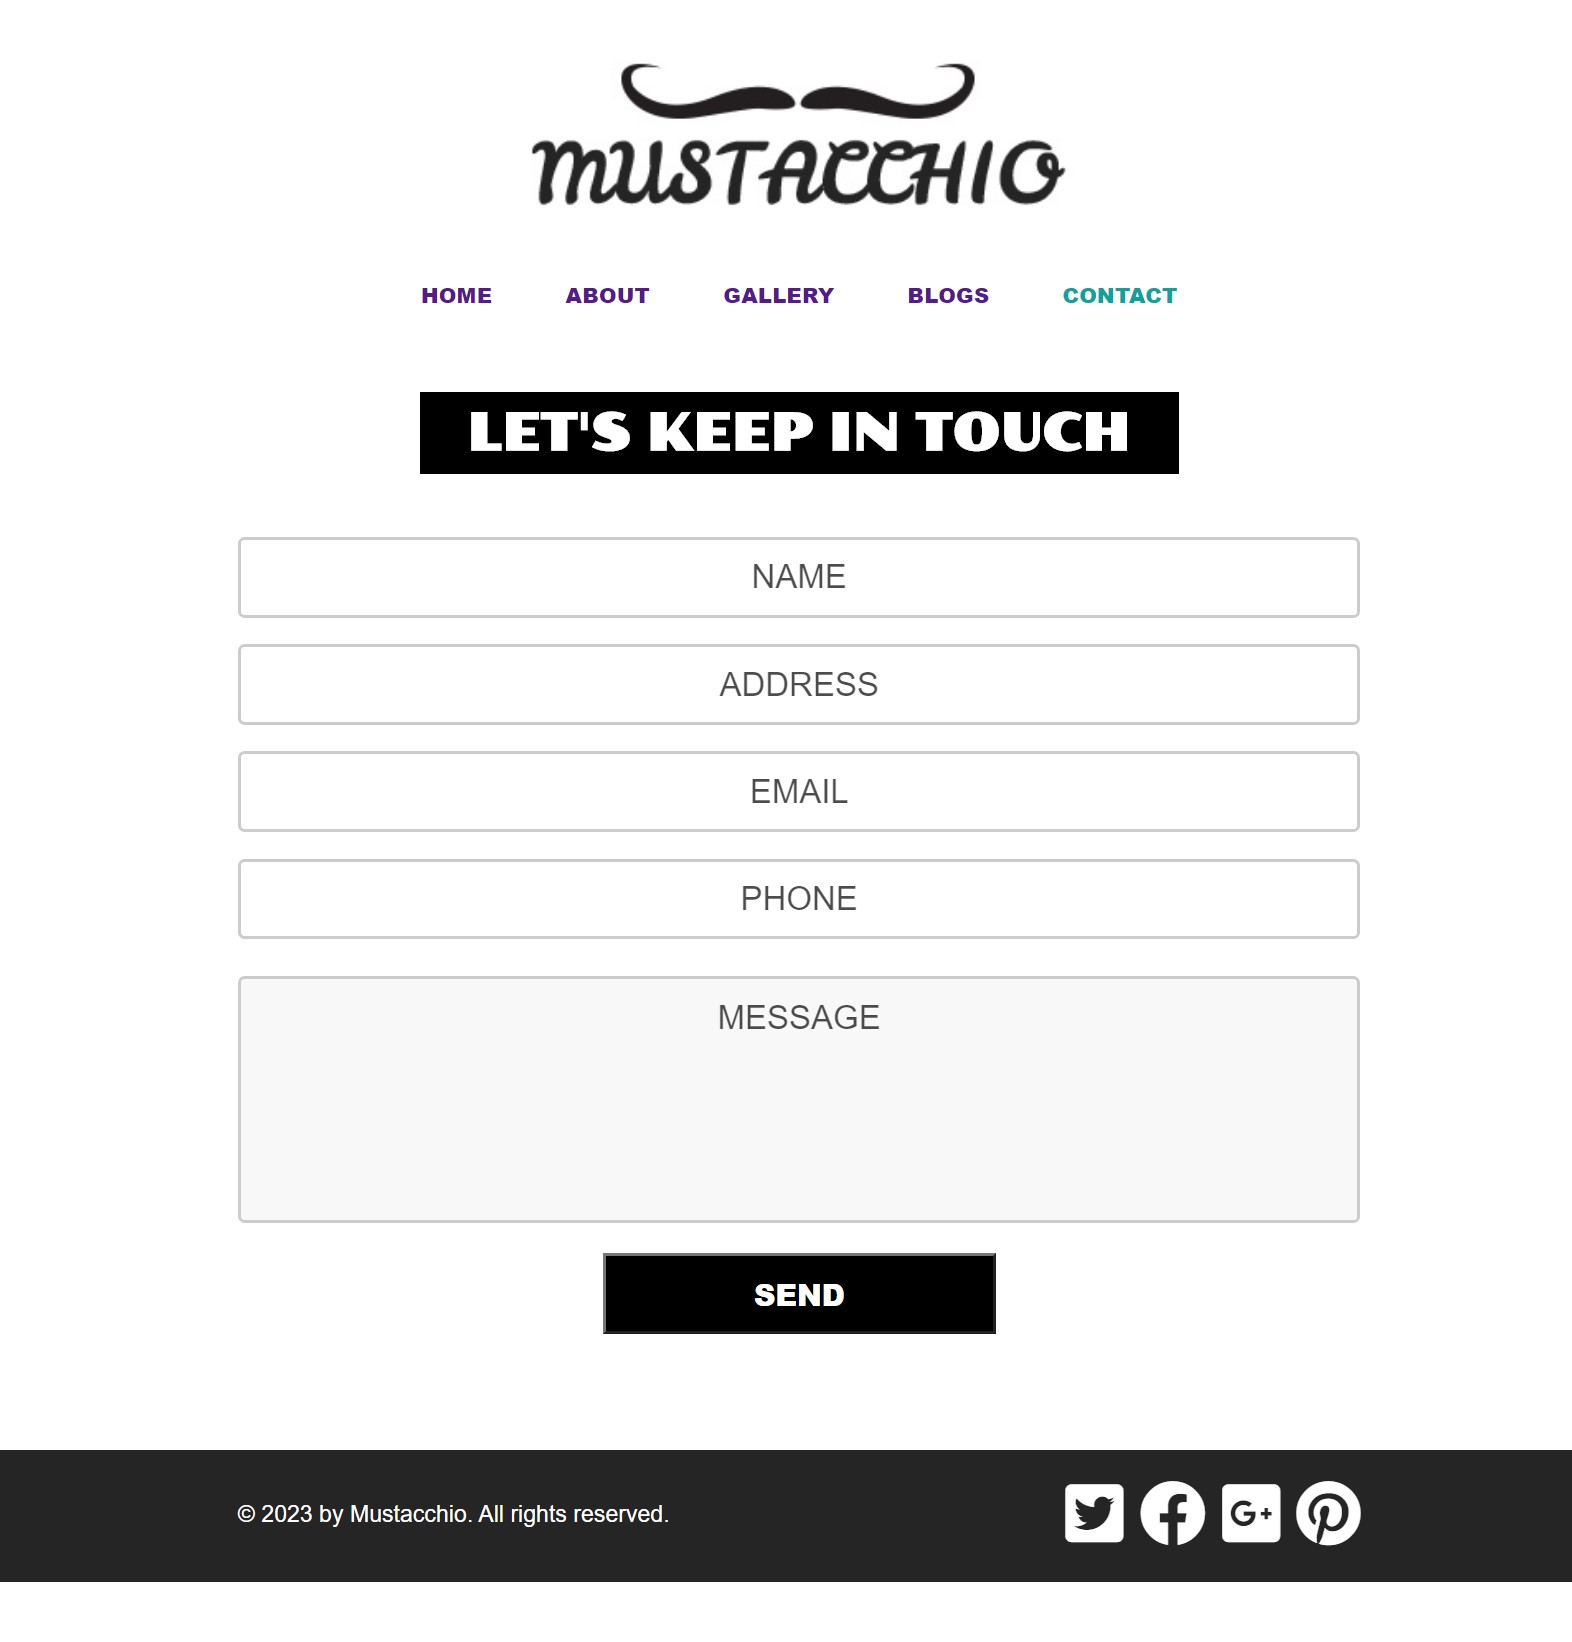 MUSTACCHIO
HOME ABOUT GALLERY BLOGS CONTACT
LET'S KEEP IN TOUCH
NAME
ADDRESS
EMAIL
PHONE
MESSAGE
SEND
© 2023 by Mustacchio. All rights reserved.